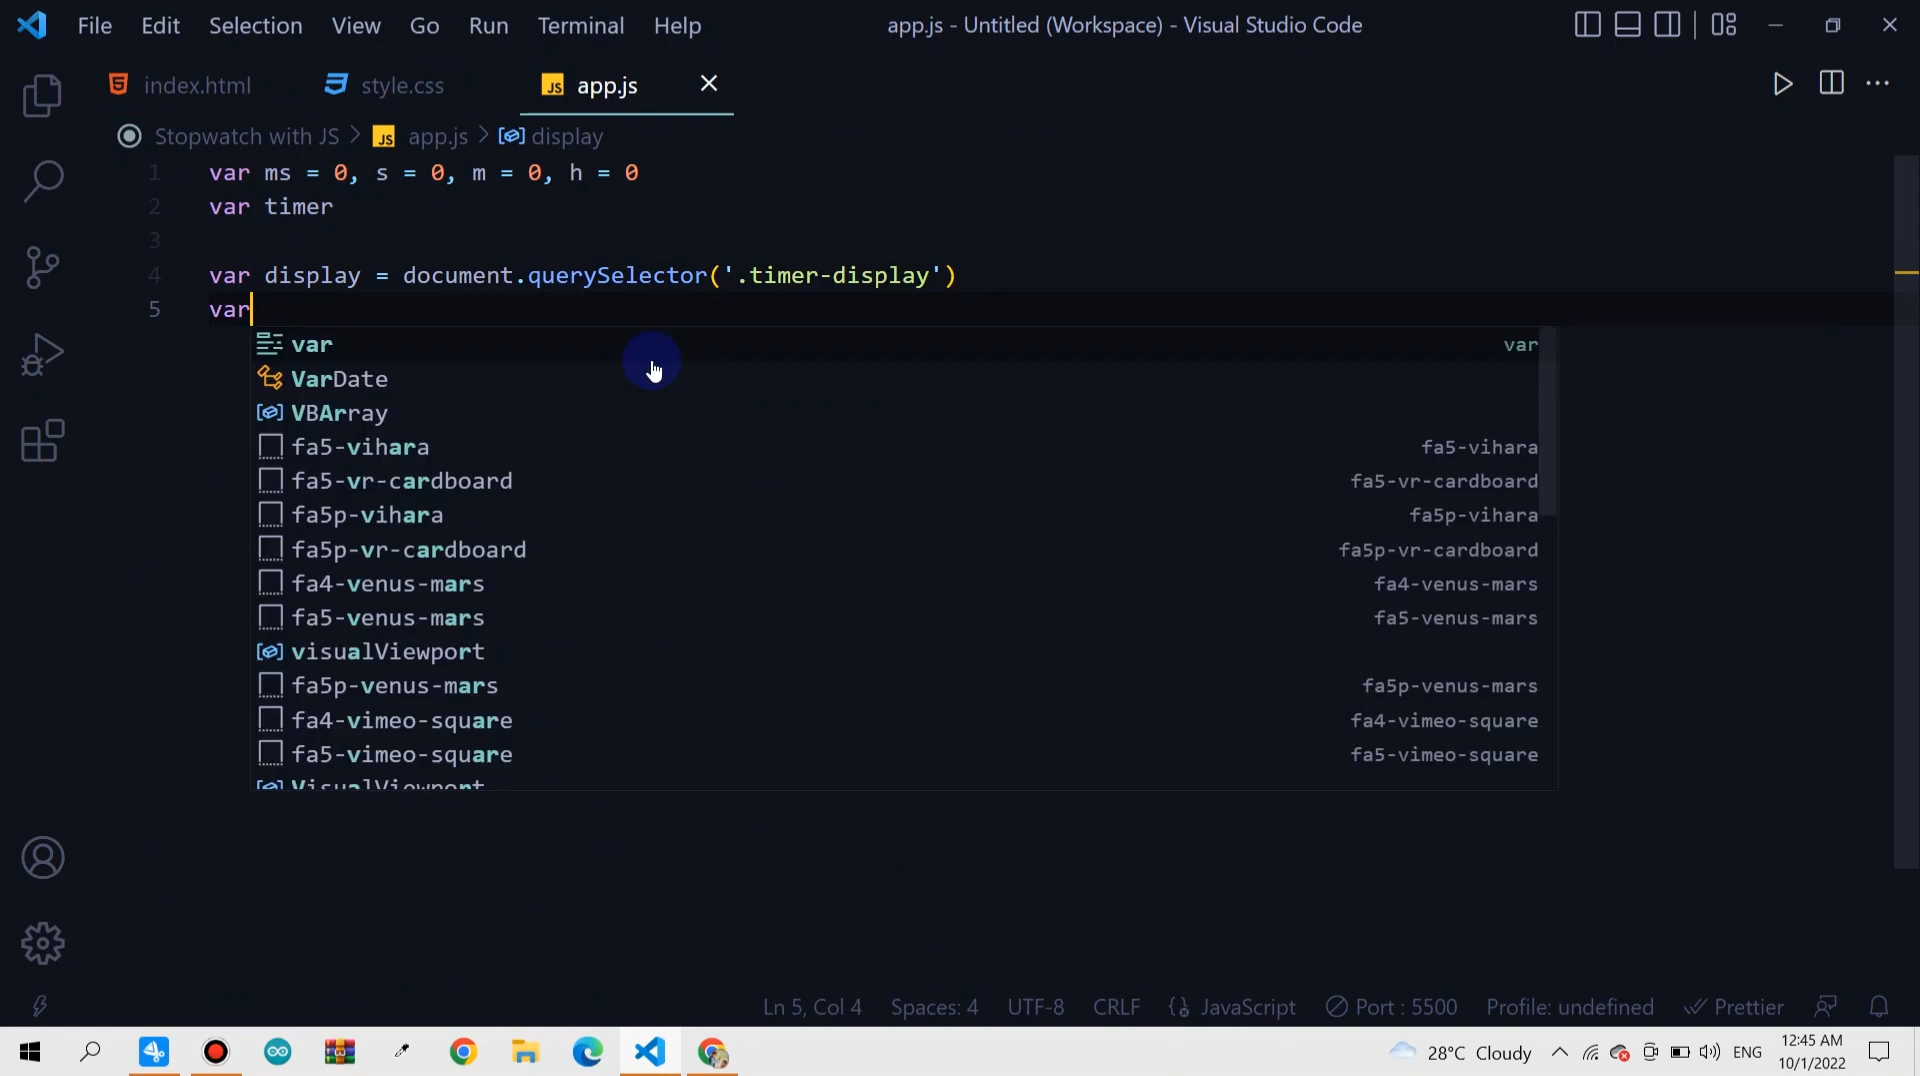 File Edit Selection View Go Run Terminal Help app.js - Untitled (Workspace) - Visual Studio Code
index.html style.css JS app.js
Stopwatch with JS > JS app.js > display
1 var ms = 0, s = 0, m = 0, h = 0
2 var timer
3
4 var display = document.querySelector('.timer-display')
5 var
var var
VarDate
VBArray
fa5-vihara fa5-vihara
fa5-vr-cardboard fa5-vr-cardboard
fa5p-vihara fa5p-vihara
fa5p-vr-cardboard fa5p-vr-cardboard
fa4-venus-mars fa4-venus-mars
fa5-venus-mars fa5-venus-mars
visualViewport
fa5p-venus-mars fa5p-venus-mars
fa4-vimeo-square fa4-vimeo-square
fa5-vimeo-square fa5-vimeo-square
VisualViewport
Ln 5, Col 4 Spaces: 4 UTF-8 CRLF {} JavaScript Port : 5500 Profile: undefined Prettier
28°C Cloudy ENG 12:45 AM
10/1/2022